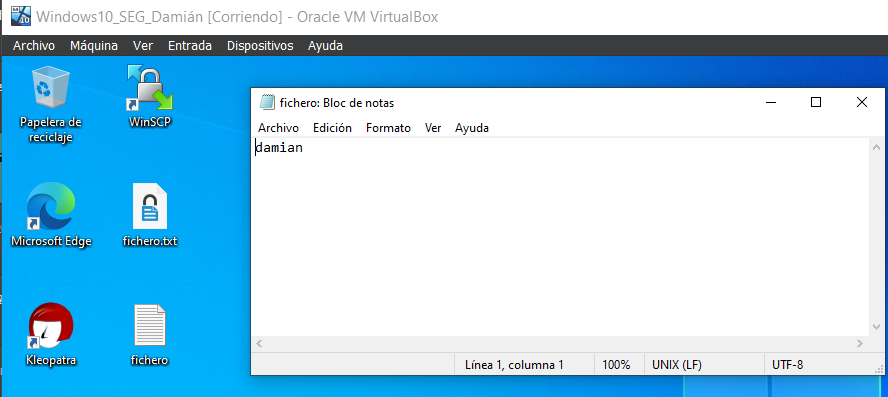 Windows10_SEG_Damián [Corriendo] - Oracle VM VirtualBox
Archivo Máquina Ver Entrada Dispositivos Ayuda
Papelera de
reciclaje
WinSCP
Microsoft Edge
fichero.txt
Kleopatra
fichero
fichero: Bloc de notas
Archivo Edición Formato Ver Ayuda
damian
Línea 1, columna 1 100% UNIX (LF) UTF-8